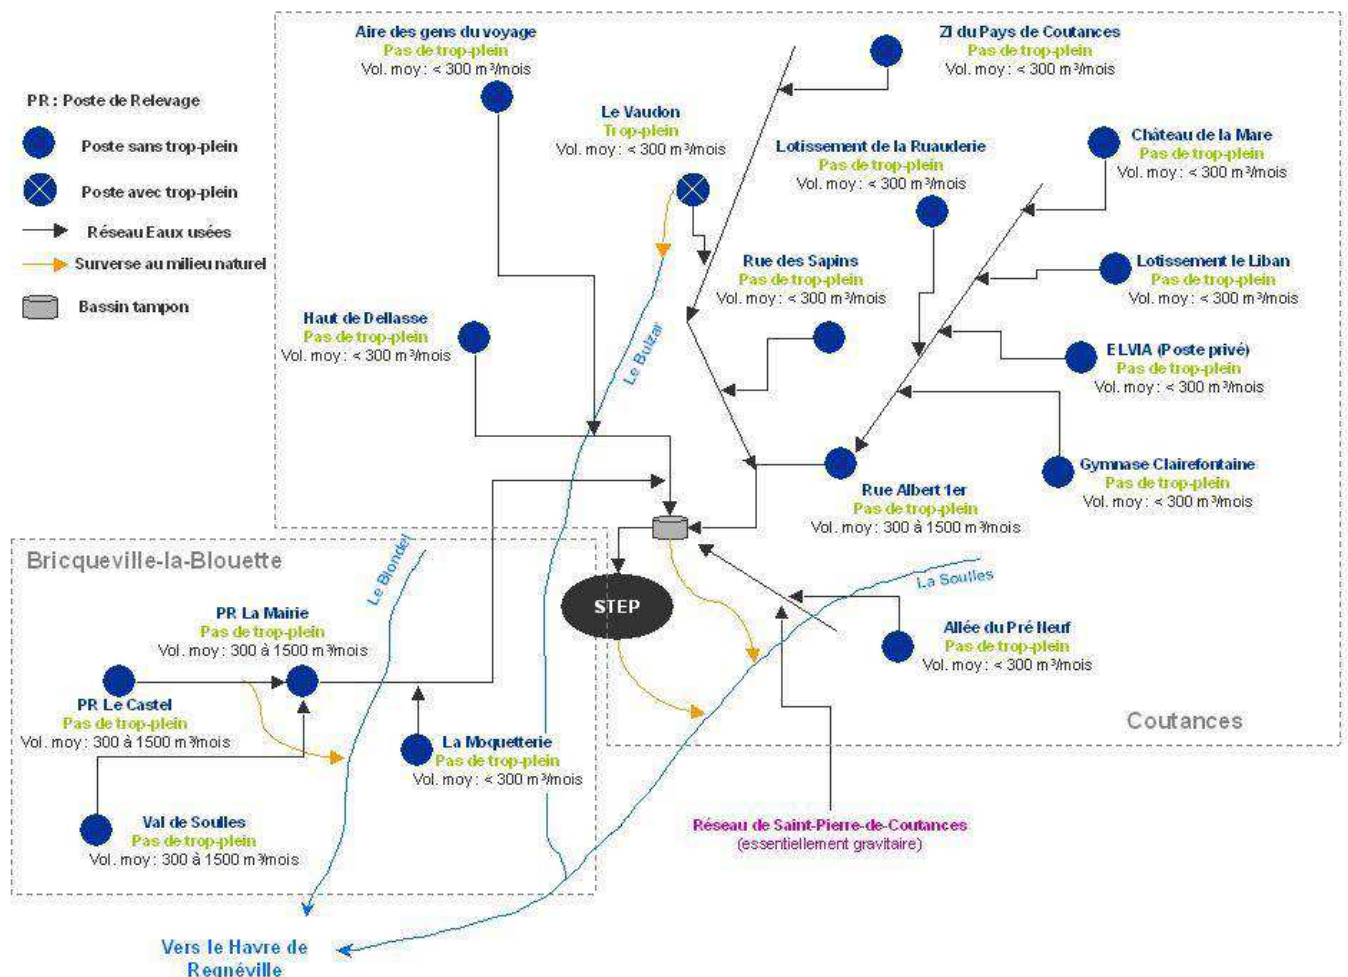 Aire des gens du voyage
Pas de trop-plein
Vol. moy : < 300 m³/mois
ZI du Pays de Coutances
Pas de trop-plein
Vol. moy : < 300 m³/mois
PR : Poste de Relevage
Poste sans trop-plein
Poste avec trop-plein
Réseau Eaux usées
Surverse au milieu naturel
Bassin tampon
Le Vaudon
Trop-plein
Vol. moy : < 300 m³/mois
Lotissement de la Ruauderie
Pas de trop-plein
Vol. moy : < 300 m³/mois
Château de la Mare
Pas de trop-plein
Vol. moy : < 300 m³/mois
Rue des Sapins
Pas de trop-plein
Vol. moy : < 300 m³/mois
Lotissement le Liban
Pas de trop-plein
Vol. moy : < 300 m³/mois
Haut de Dellasse
Pas de trop-plein
Vol. moy : < 300 m³/mois
Le Bulzar
ELVIA (Poste privé)
Pas de trop-plein
Vol. moy : < 300 m³/mois
Gymnase Clairefontaine
Pas de trop-plein
Vol. moy : < 300 m³/mois
Rue Albert 1er
Pas de trop-plein
Vol. moy : 300 à 1500 m³/mois
Bricqueville-la-Blouette
Le Blondel
La Soulles
STEP
PR La Mairie
Pas de trop-plein
Vol. moy : 300 à 1500 m³/mois
Allée du Pré Neuf
Pas de trop-plein
Vol. moy : < 300 m³/mois
PR Le Castel
Pas de trop-plein
Vol. moy : 300 à 1500 m³/mois
La Moquetterie
Pas de trop-plein
Vol. moy : < 300 m³/mois
Coutances
Val de Soulles
Pas de trop-plein
Vol. moy : 300 à 1500 m³/mois
Réseau de Saint-Pierre-de-Coutances
(essentiellement gravitaire)
Vers le Havre de
Regnéville